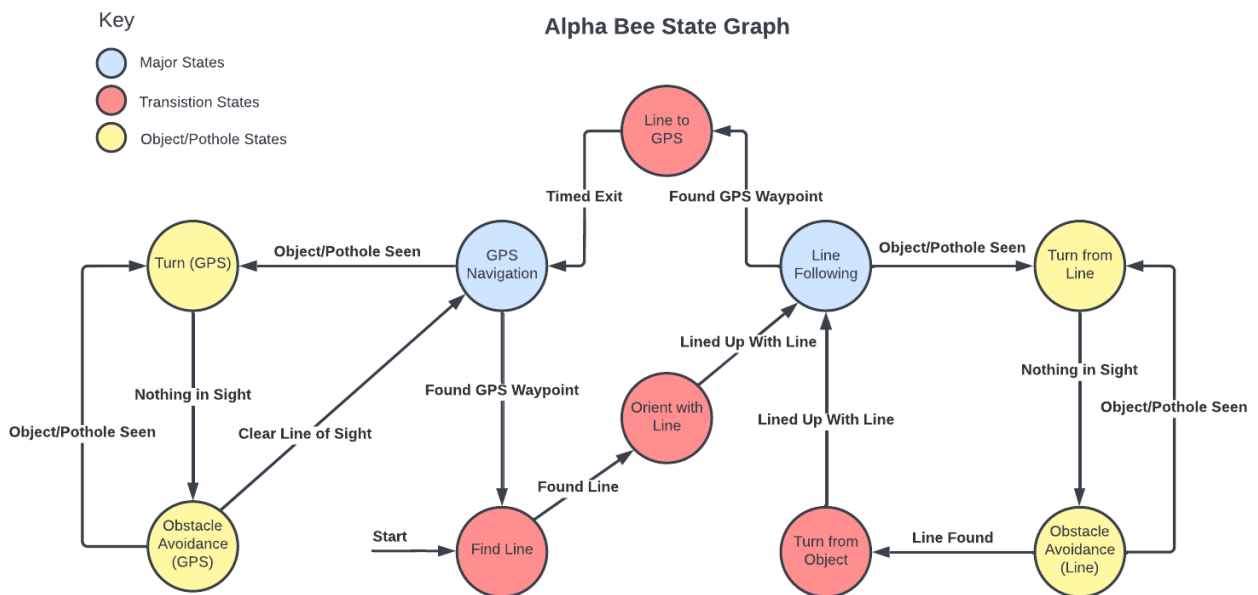 Key
Alpha Bee State Graph
Major States
Transistion States
Object/Pothole States
Line to
GPS
Timed Exit
Found GPS Waypoint
Turn (GPS)
Object/Pothole Seen
GPS
Navigation
Line
Following
Object/Pothole Seen
Turn from
Line
Lined Up With Line
Nothing in Sight
Found GPS Waypoint
Orient with
Line
Nothing in Sight
Object/Pothole Seen
Clear Line of Sight
Lined Up With Line
Object/Pothole Seen
Found Line
Obstacle
Avoidance
(GPS)
Start
Find Line
Turn from
Object
Line Found
Obstacle
Avoidance
(Line)